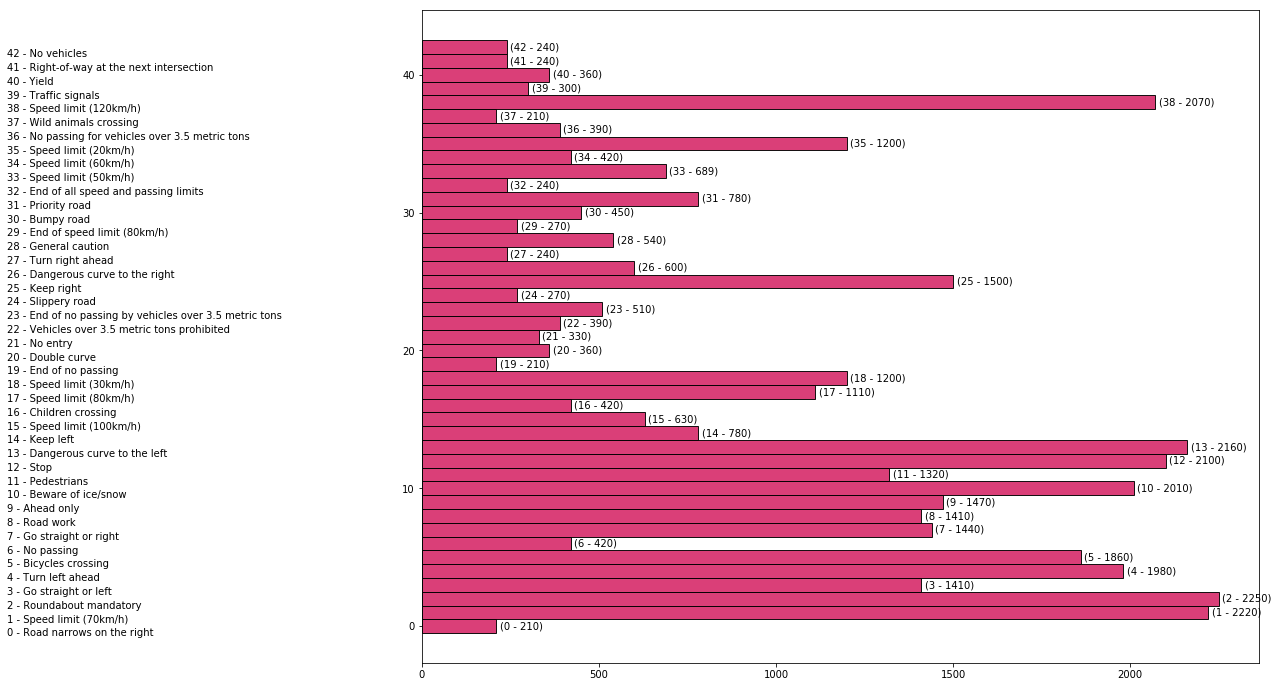 42 - No vehicles
41 - Right-of-way at the next intersection
40 - Yield
39 - Traffic signals
38 - Speed limit (120km/h)
37 - Wild animals crossing
36 - No passing for vehicles over 3.5 metric tons
35 - Speed limit (20km/h)
34 - Speed limit (60km/h)
33 - Speed limit (50km/h)
32 - End of all speed and passing limits
31 - Priority road
30 - Bumpy road
29 - End of speed limit (80km/h)
28 - General caution
27 - Turn right ahead
26 - Dangerous curve to the right
25 - Keep right
24 - Slippery road
23 - End of no passing by vehicles over 3.5 metric tons
22 - Vehicles over 3.5 metric tons prohibited
21 - No entry
20 - Double curve
19 - End of no passing
18 - Speed limit (30km/h)
17 - Speed limit (80km/h)
16 - Children crossing
15 - Speed limit (100km/h)
14 - Keep left
13 - Dangerous curve to the left
12 - Stop
11 - Pedestrians
10 - Beware of ice/snow
9 - Ahead only
8 - Road work
7 - Go straight or right
6 - No passing
5 - Bicycles crossing
4 - Turn left ahead
3 - Go straight or left
2 - Roundabout mandatory
1 - Speed limit (70km/h)
0 - Road narrows on the right
40
30
20
10
0
(42 - 240)
(41 - 240)
(40 - 360)
(39 - 300)
(38 - 2070)
(37 - 210)
(36 - 390)
(35 - 1200)
(34 - 420)
(33 - 689)
(32 - 240)
(31 - 780)
(30 - 450)
(29 - 270)
(28 - 540)
(27 - 240)
(26 - 600)
(25 - 1500)
(24 - 270)
(23 - 510)
(22 - 390)
(21 - 330)
(20 - 360)
(19 - 210)
(18 - 1200)
(17 - 1110)
(16 - 420)
(15 - 630)
(14 - 780)
(13 - 2160)
(12 - 2100)
(11 - 1320)
(10 - 2010)
(9 - 1470)
(8 - 1410)
(7 - 1440)
(6 - 420)
(5 - 1860)
(4 - 1980)
(3 - 1410)
(2 - 2250)
(1 - 2220)
(0 - 210)
0 500 1000 1500 2000